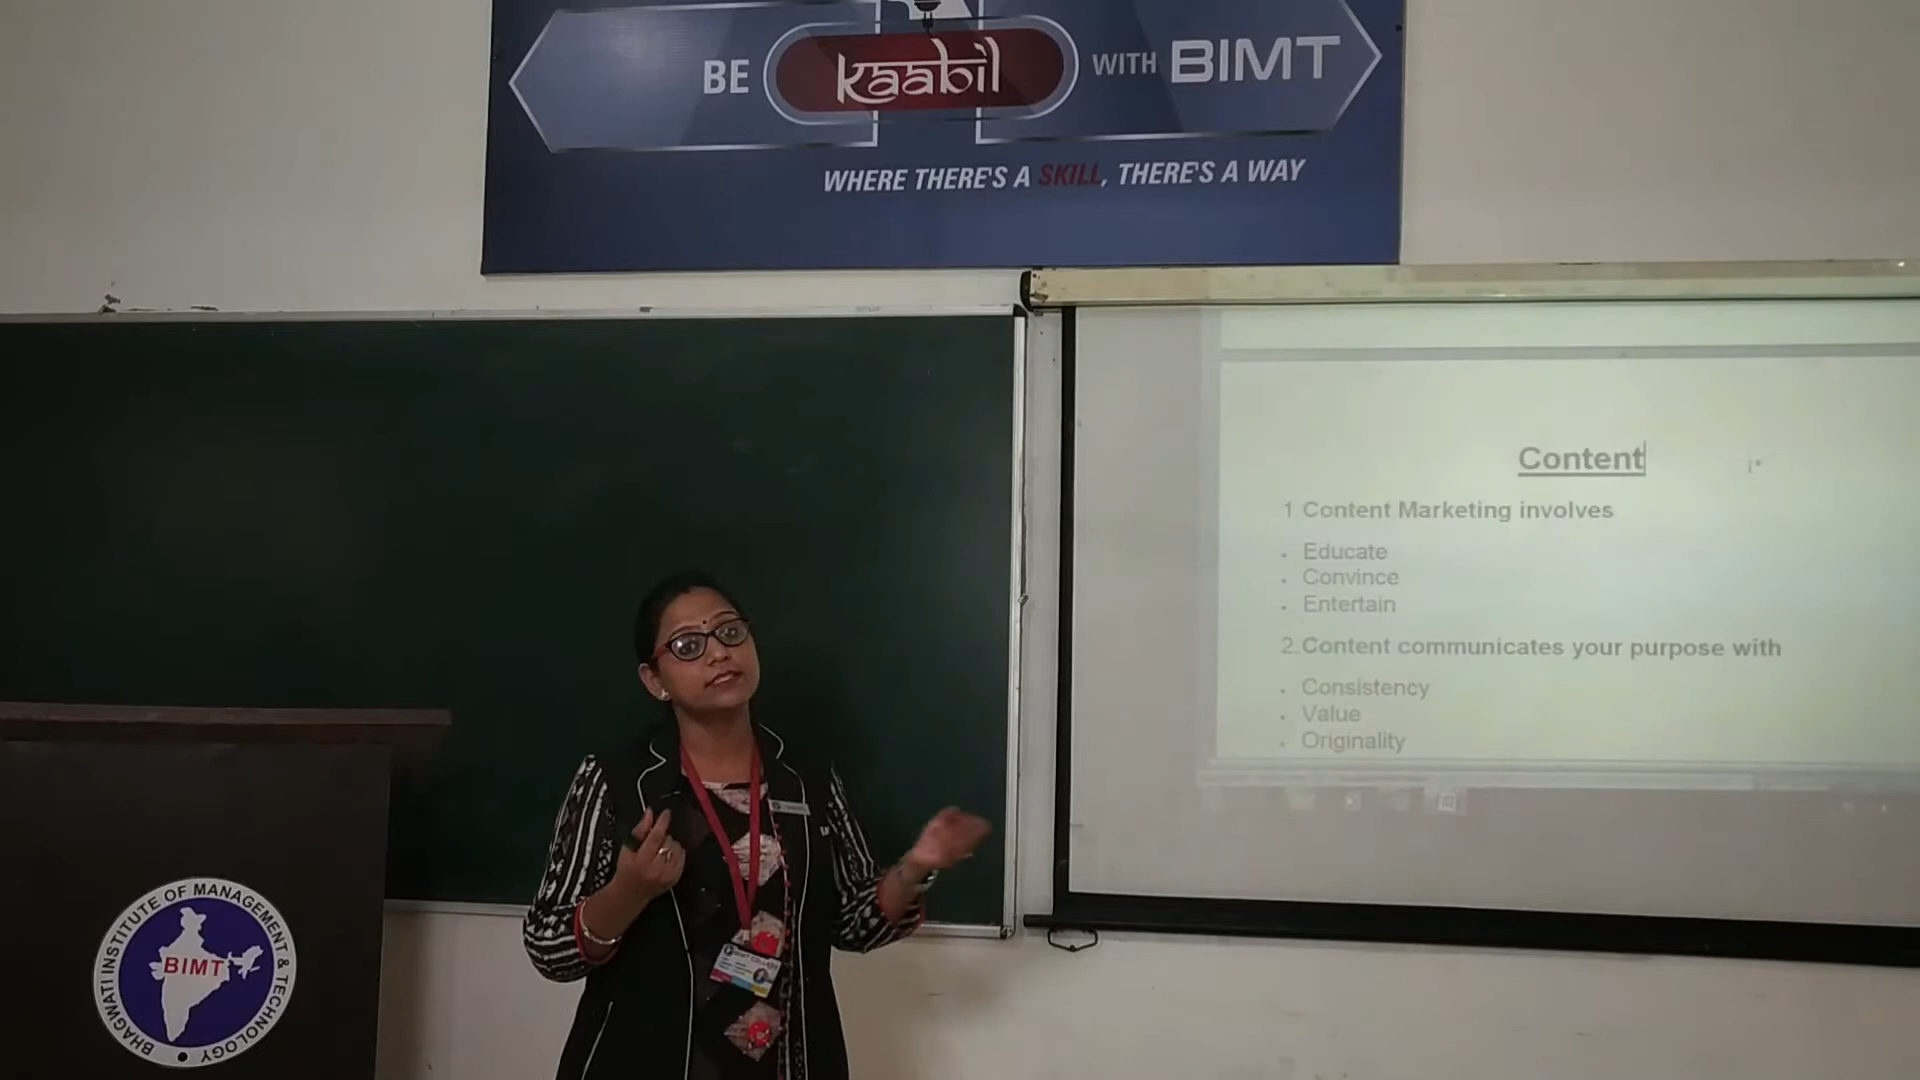 BE kaabil WITH BIMT
WHERE THERE'S A SKILL, THERE'S A WAY
Content
1. Content Marketing involves
• Educate
• Convince
• Entertain
2. Content communicates your purpose with
• Consistency
• Value
• Originality
BHAGWATI INSTITUTE OF MANAGEMENT & TECHNOLOGY
BIMT